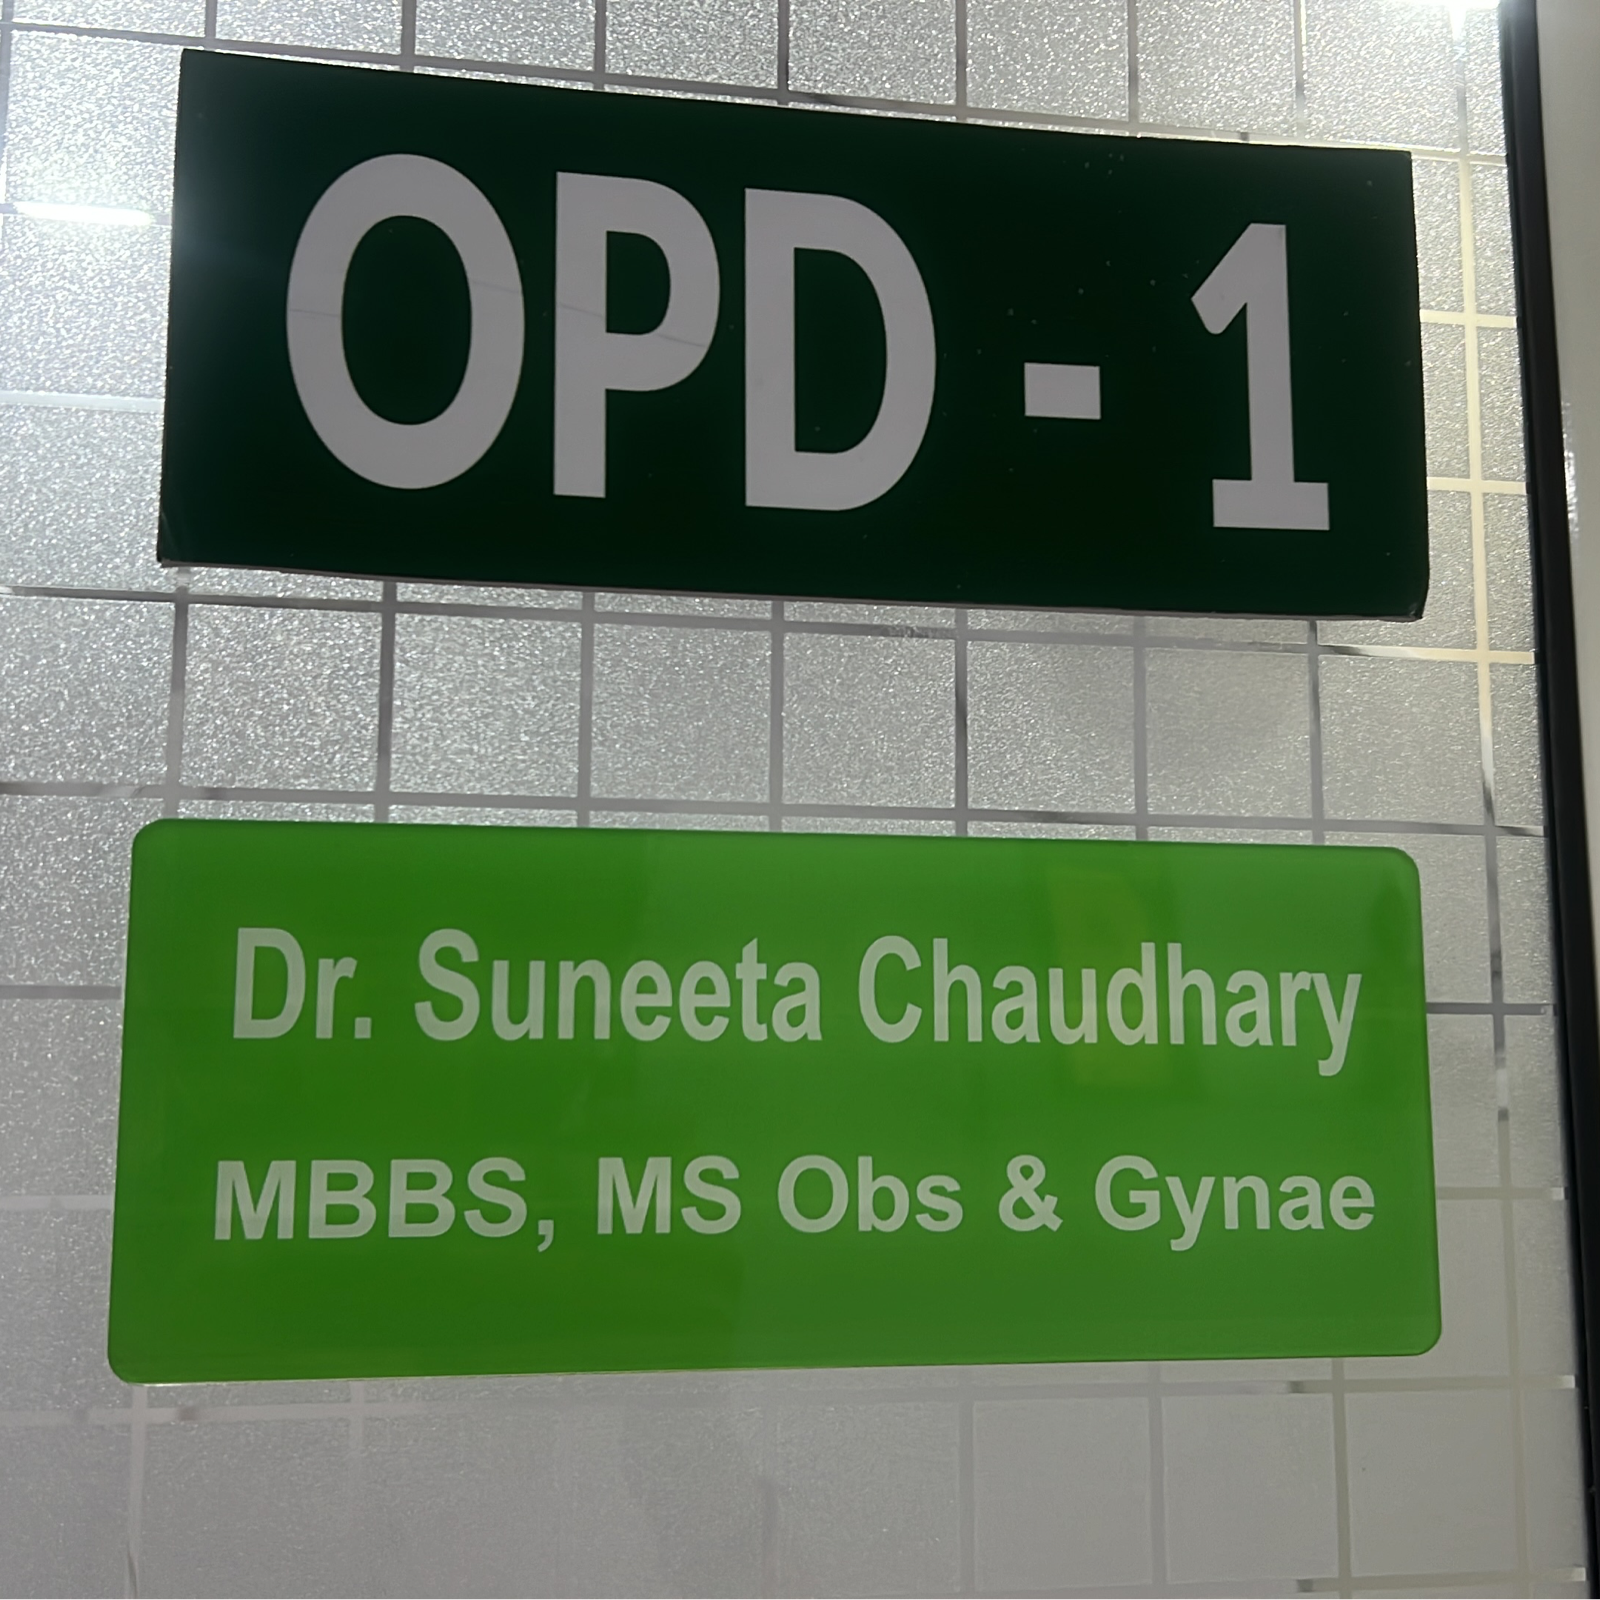 OPD - 1
Dr. Suneeta Chaudhary
MBBS, MS Obs & Gynae